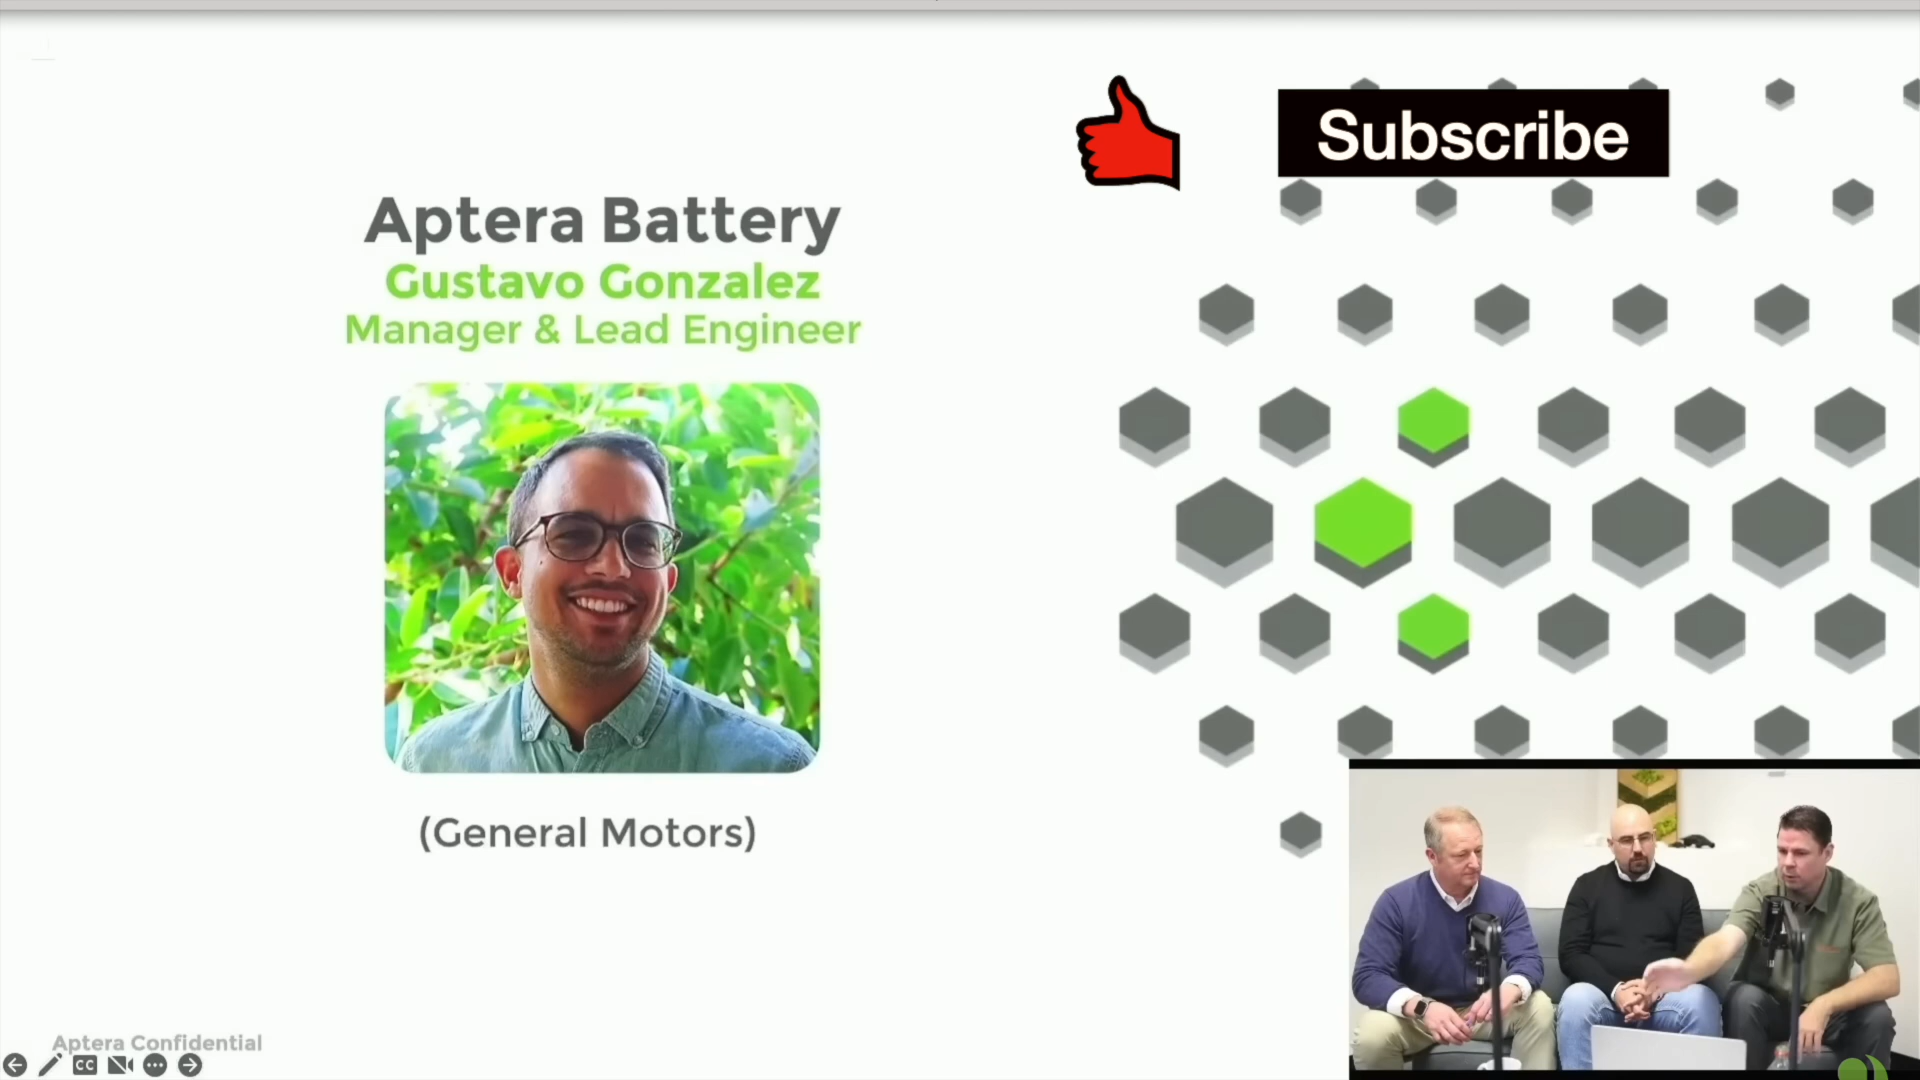 Subscribe
Aptera Battery
Gustavo Gonzalez
Manager & Lead Engineer
(General Motors)
Aptera Confidential
CC